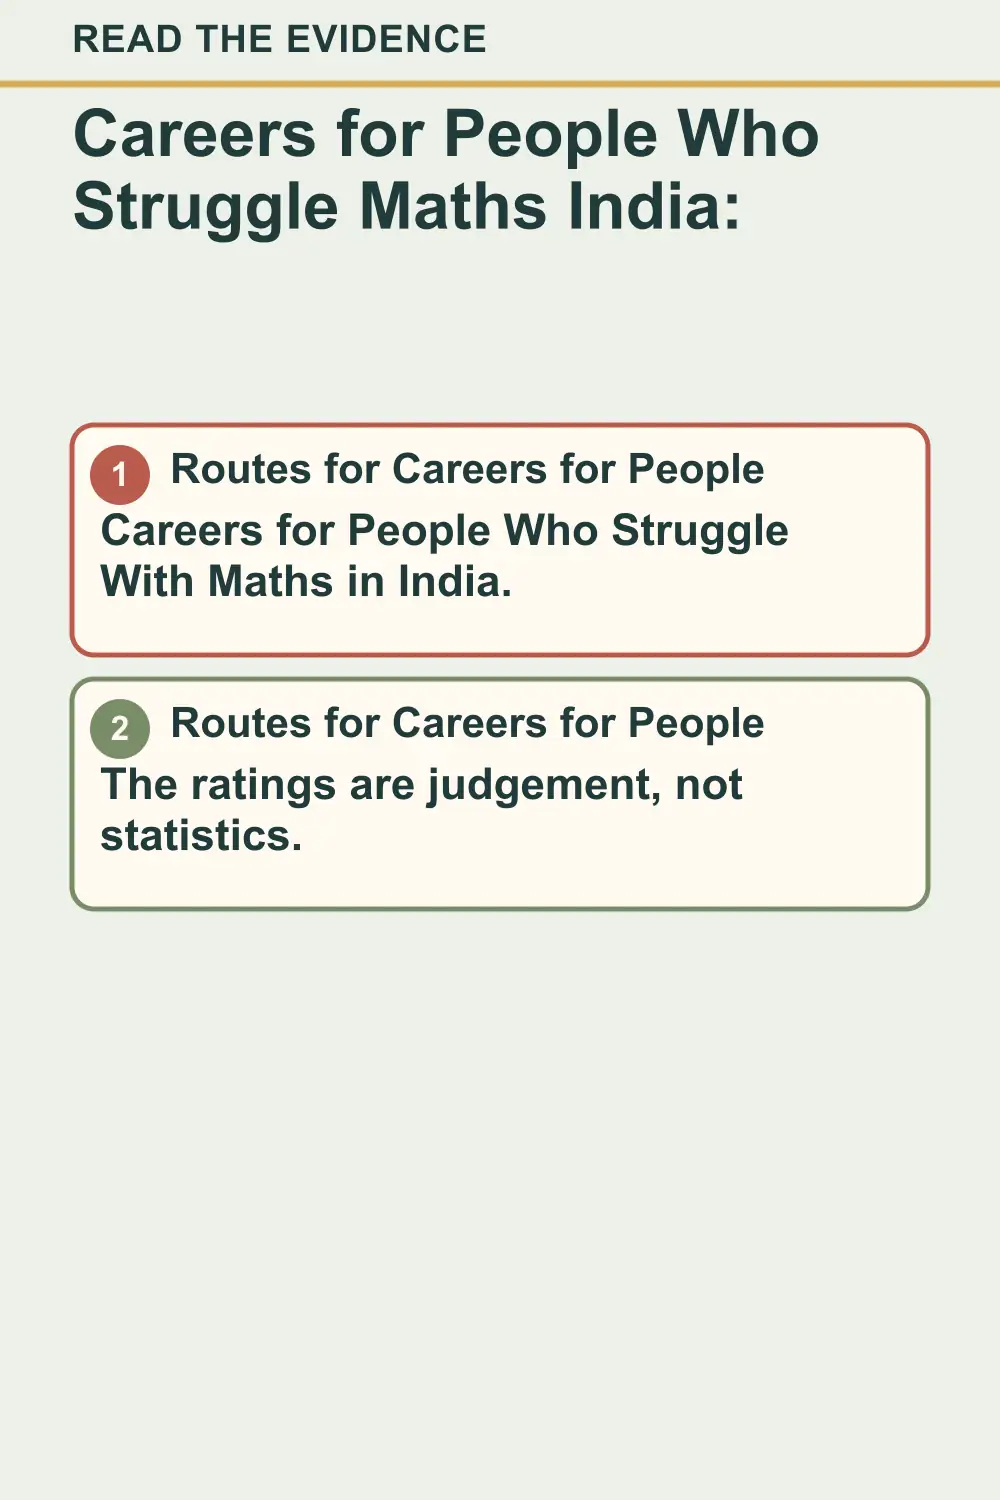 READ THE EVIDENCE
Careers for People Who
Struggle Maths India:
1 Routes for Careers for People
Careers for People Who Struggle
With Maths in India.
2 Routes for Careers for People
The ratings are judgement, not
statistics.